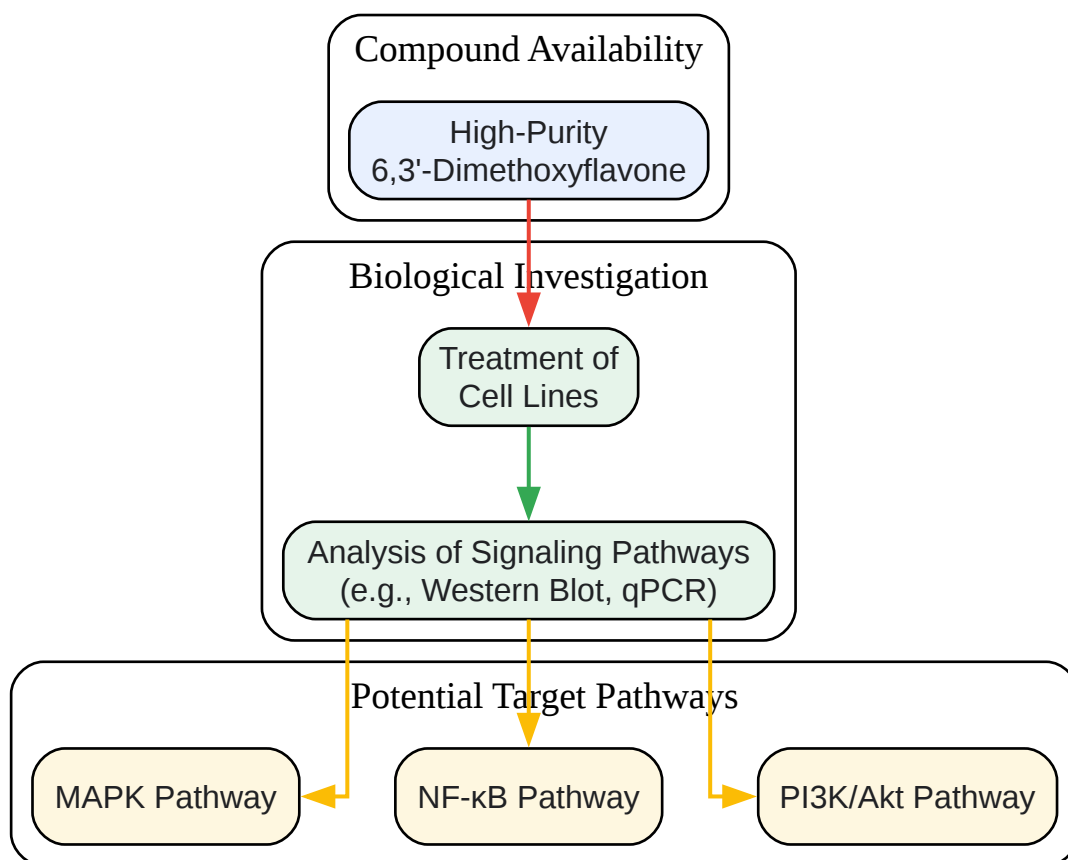 Compound Availability
High-Purity
6,3'-Dimethoxyflavone
Biological Investigation
Treatment of
Cell Lines
Analysis of Signaling Pathways
(e.g., Western Blot, qPCR)
Potential Target Pathways
MAPK Pathway
NF-κB Pathway
PI3K/Akt Pathway